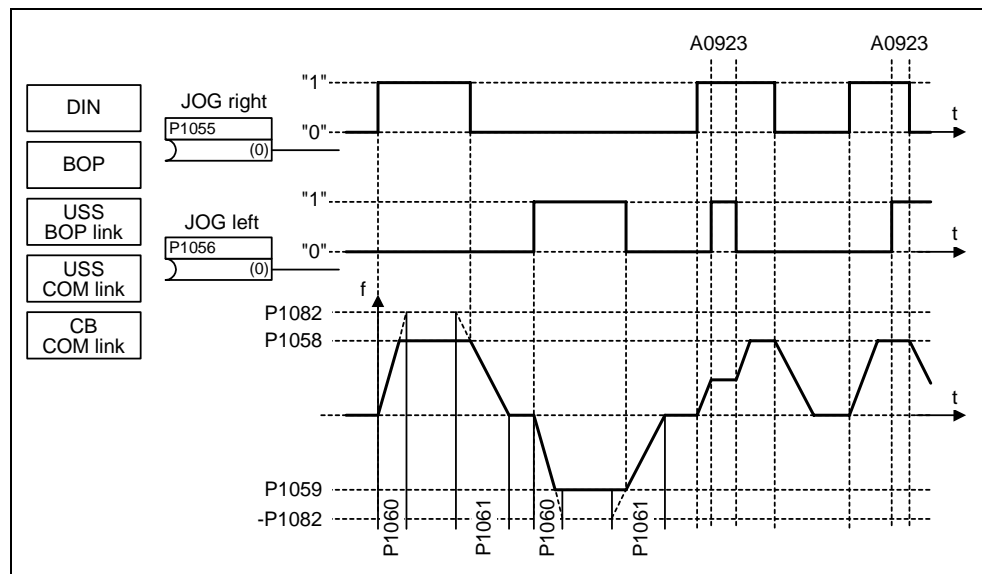 A0923
A0923
DIN
BOP
USS
BOP link
USS
COM link
CB
COM link
JOG right
P1055
(0)
"1"
"0"
t
JOG left
P1056
(0)
"1"
"0"
t
f
P1082
P1058
t
P1059
-P1082
P1060
P1061
P1060
P1061